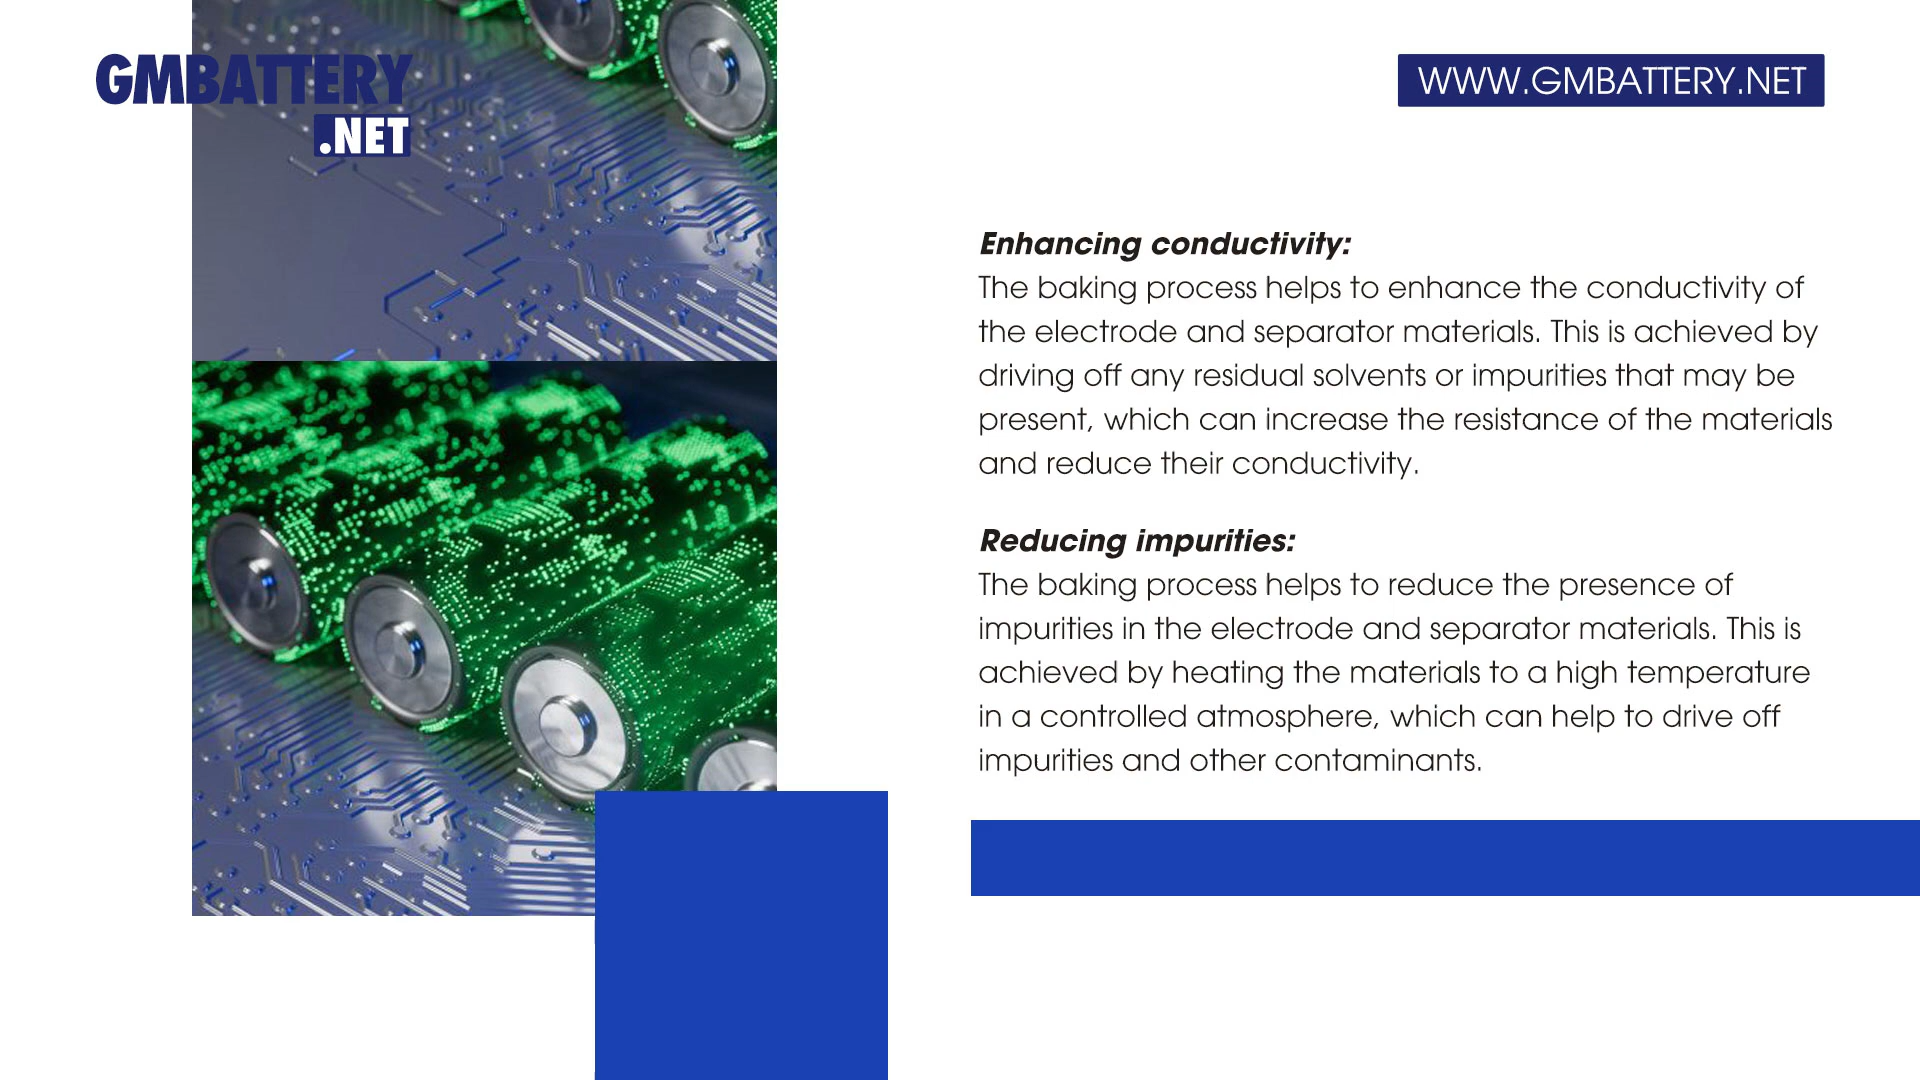 GMBATTERY
.NET
WWW.GMBATTERY.NET
Enhancing conductivity:
The baking process helps to enhance the conductivity of
the electrode and separator materials. This is achieved by
driving off any residual solvents or impurities that may be
present, which can increase the resistance of the materials
and reduce their conductivity.
Reducing impurities:
The baking process helps to reduce the presence of
impurities in the electrode and separator materials. This is
achieved by heating the materials to a high temperature
in a controlled atmosphere, which can help to drive off
impurities and other contaminants.